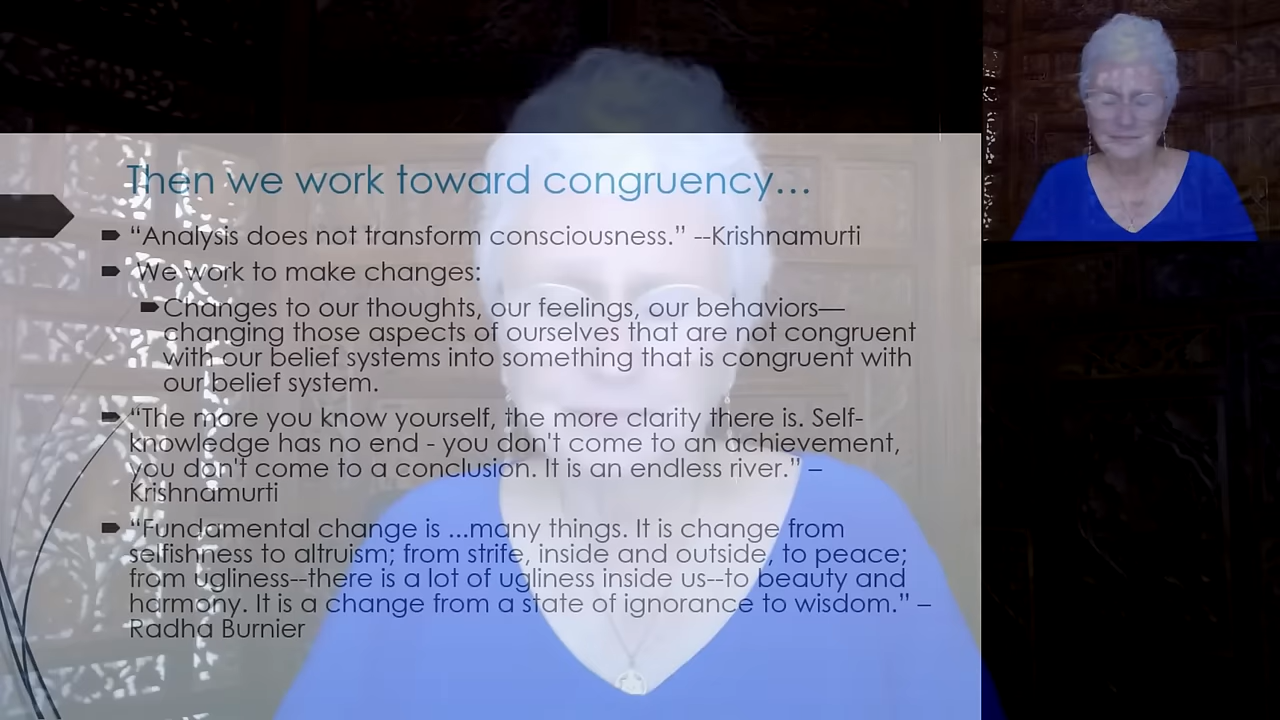 Then we work toward congruency…
“Analysis does not transform consciousness.” --Krishnamurti
We work to make changes:
Changes to our thoughts, our feelings, our behaviors—
changing those aspects of ourselves that are not congruent
with our belief systems into something that is congruent with
our belief system.
“The more you know yourself, the more clarity there is. Self-
knowledge has no end - you don't come to an achievement,
you don't come to a conclusion. It is an endless river.” –
Krishnamurti
“Fundamental change is ...many things. It is change from
selfishness to altruism; from strife, inside and outside, to peace;
from ugliness--there is a lot of ugliness inside us--to beauty and
harmony. It is a change from a state of ignorance to wisdom.” –
Radha Burnier